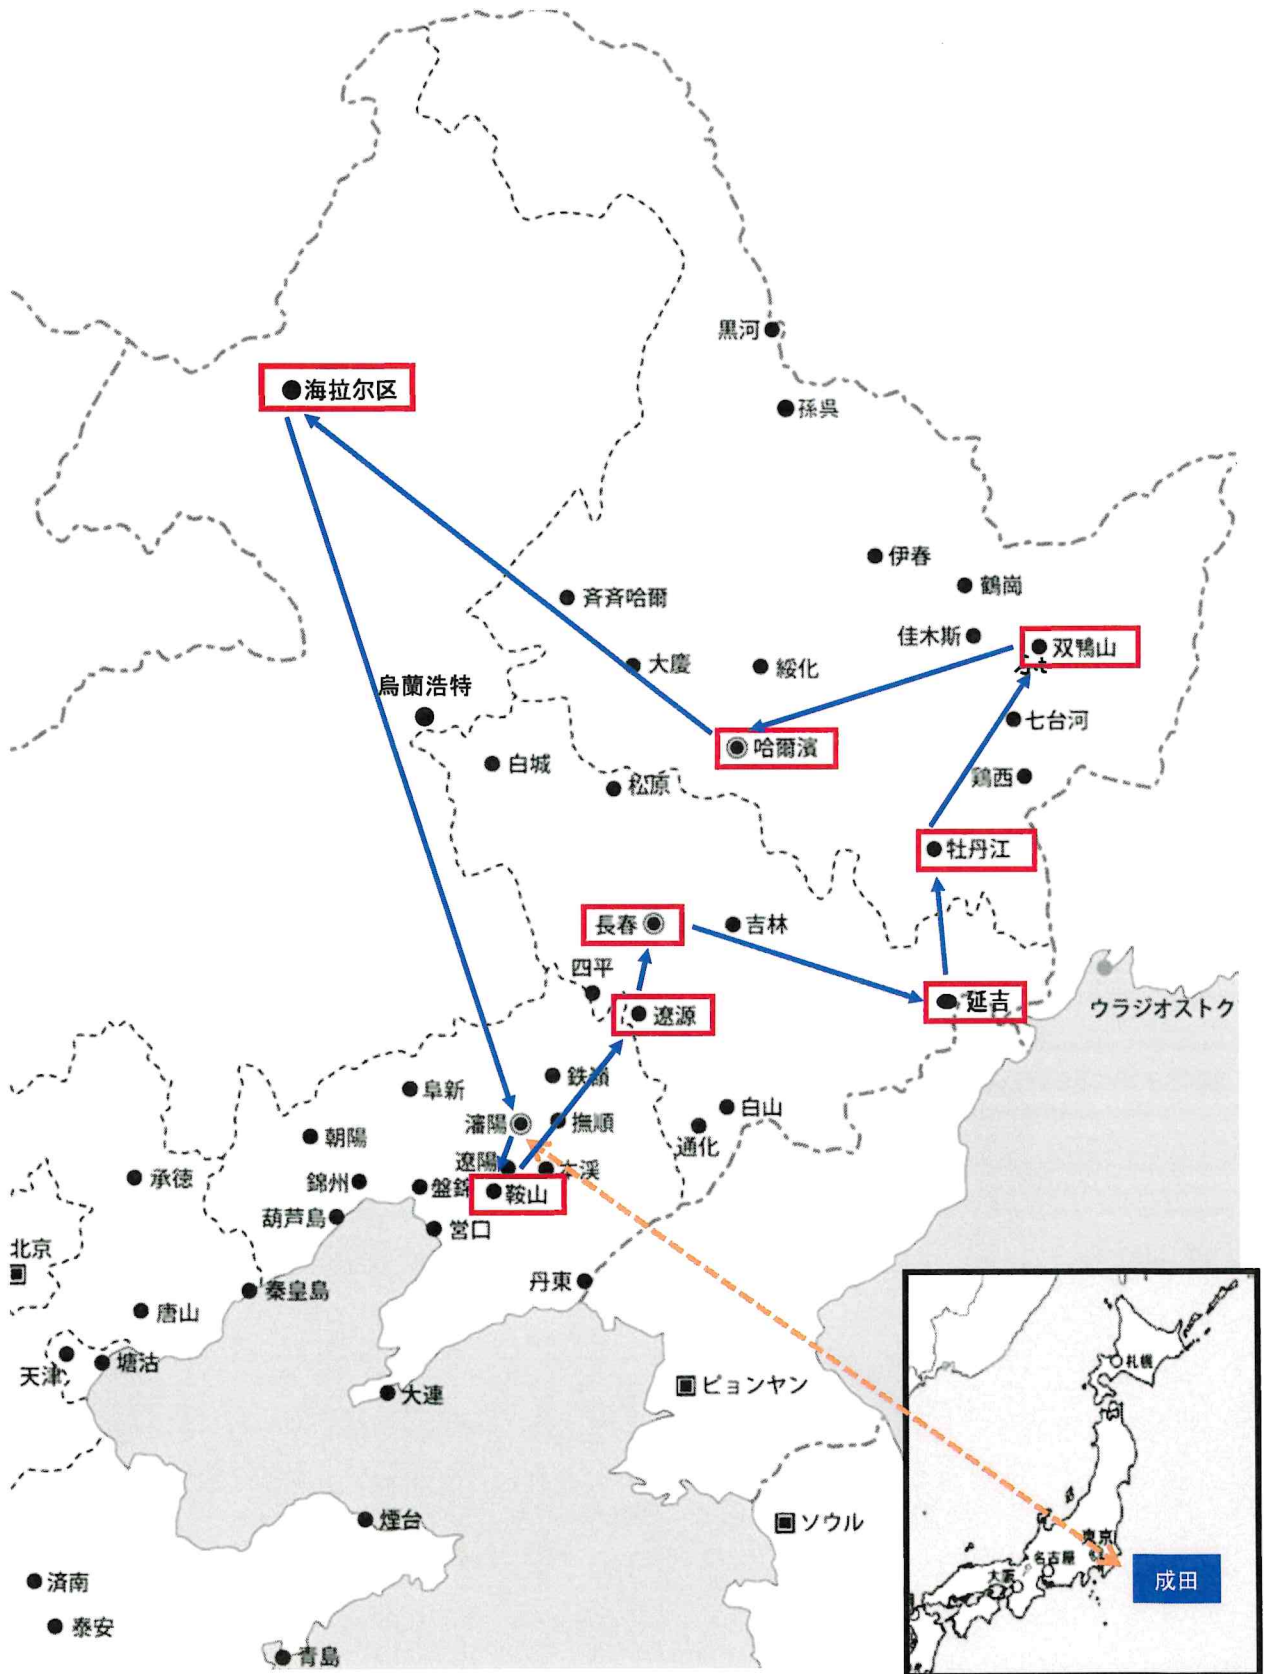 黒河
海拉尔区
孫呉
伊春
鶴崗
斉斉哈爾
佳木斯
双鴨山
大慶
綏化
烏蘭浩特
七台河
哈爾濱
白城
鶏西
松原
牡丹江
長春
吉林
四平
延吉
ウラジオストク
遼源
鉄嶺
阜新
白山
瀋陽
撫順
朝陽
通化
遼陽
本渓
承徳
錦州
盤錦
鞍山
葫芦島
営口
北京
丹東
秦皇島
唐山
天津
塘沽
札幌
大連
ピョンヤン
煙台
ソウル
東京
名古屋
大阪
成田
済南
泰安
青島